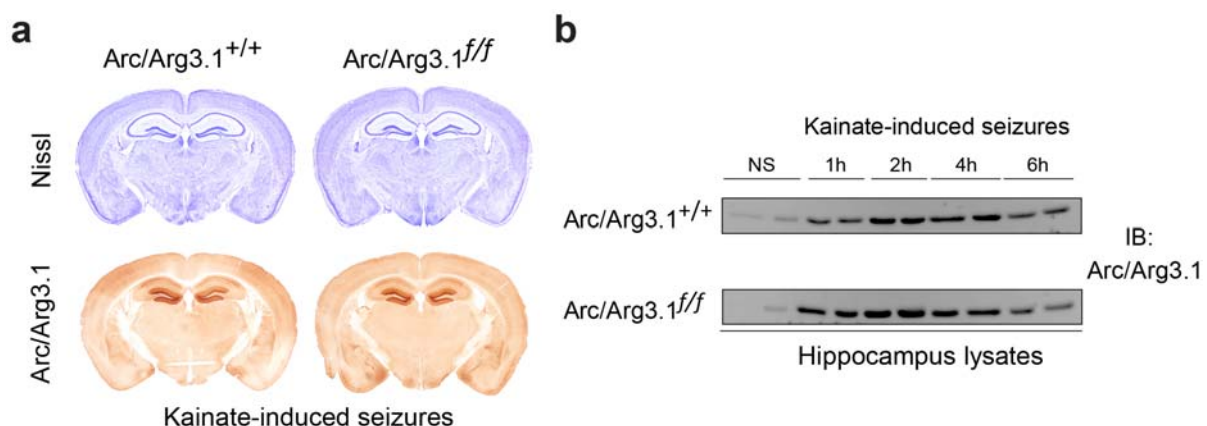 a
Arc/Arg3.1+/+
Arc/Arg3.1f/f
Nissl
Arc/Arg3.1
Kainate-induced seizures
b
Kainate-induced seizures
NS 1h 2h 4h 6h
Arc/Arg3.1+/+
Arc/Arg3.1f/f
IB:
Arc/Arg3.1
Hippocampus lysates